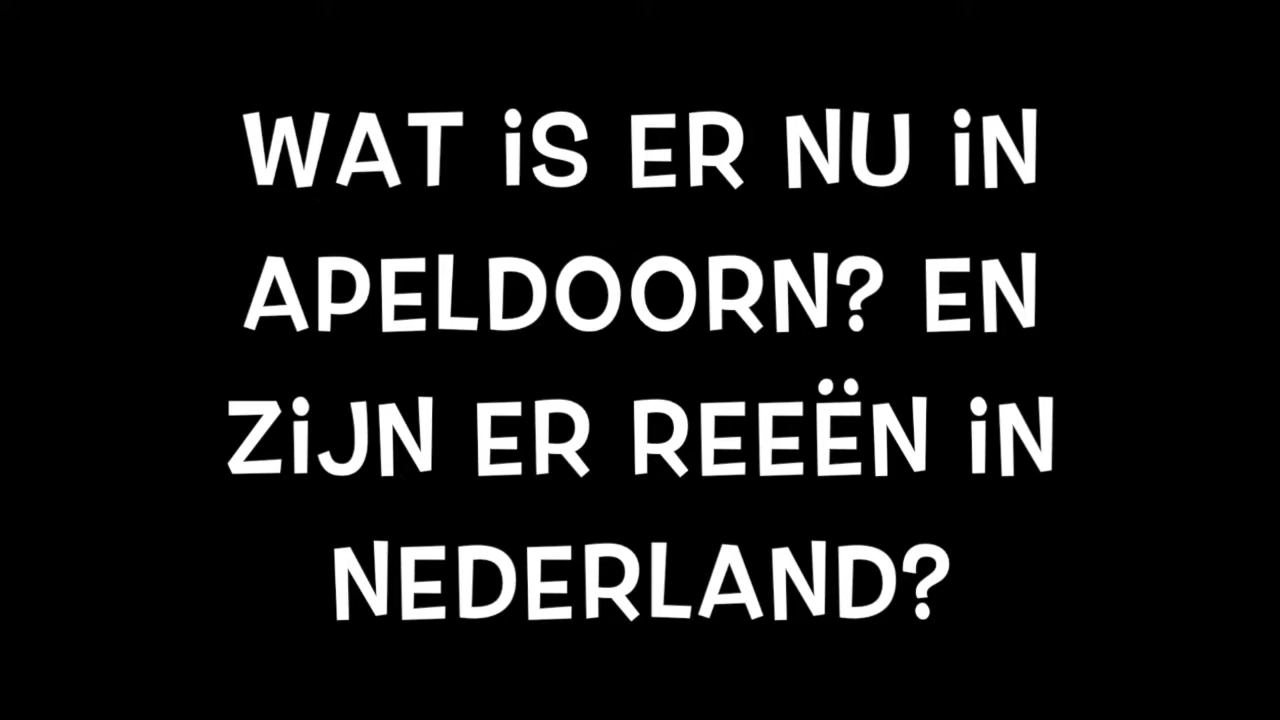 WAT iS ER NU iN
APELDOORN? EN
ZiJN ER REEËN iN
NEDERLAND?